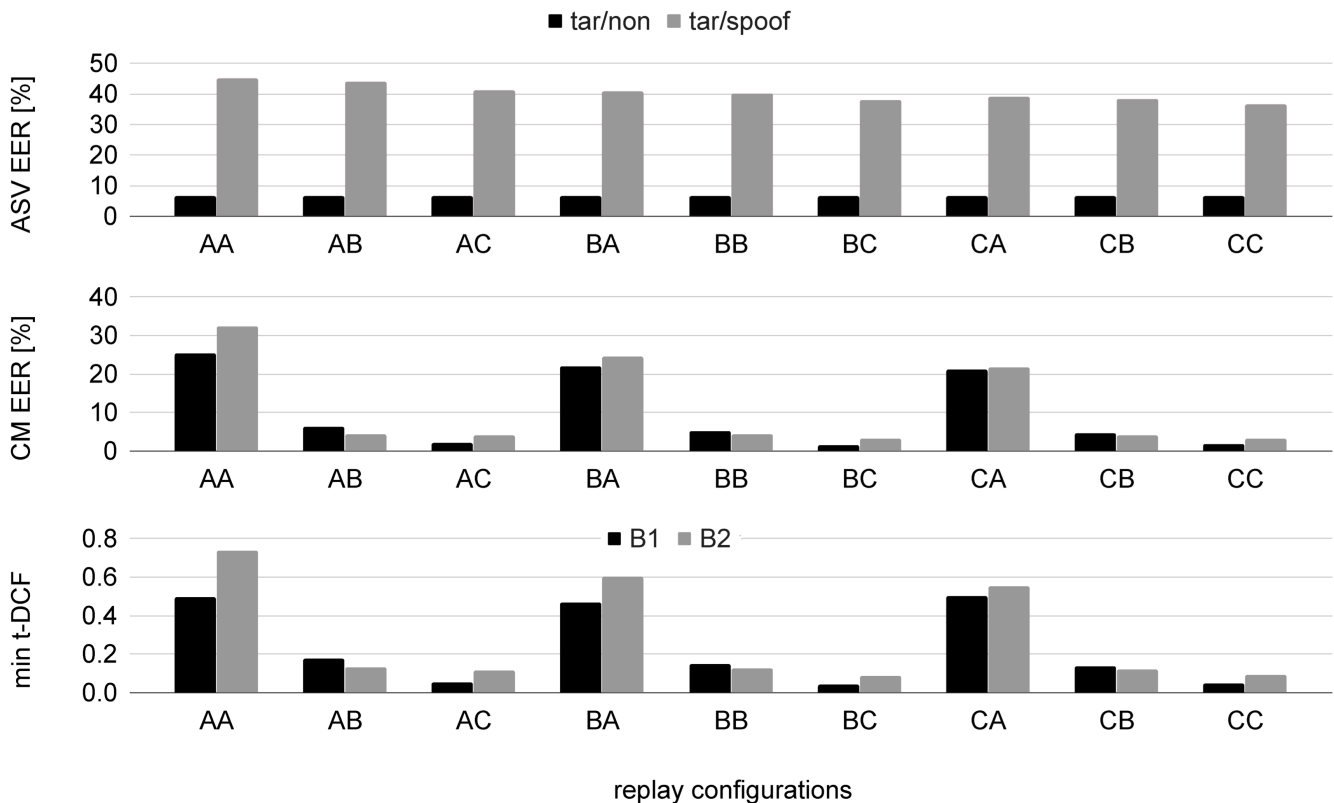 tar/non tar/spoof
ASV EER [%]
50
40
30
20
10
0
AA AB AC BA BB BC CA CB CC
CM EER [%]
40
30
20
10
0
AA AB AC BA BB BC CA CB CC
B1 B2
min t-DCF
0.8
0.6
0.4
0.2
0.0
AA AB AC BA BB BC CA CB CC
replay configurations